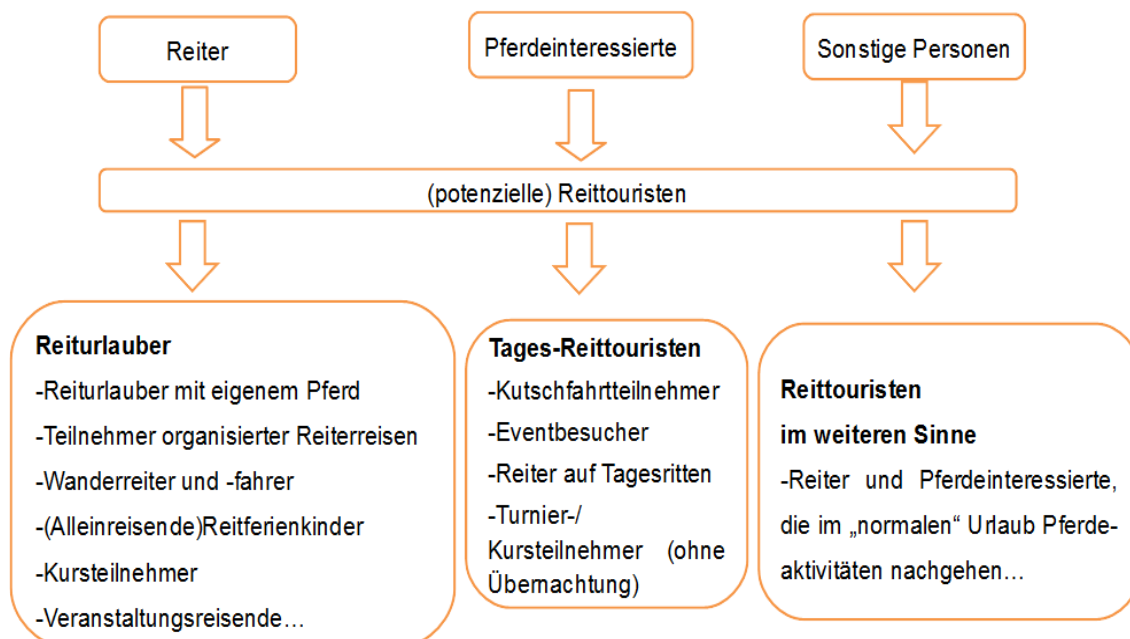 Reiter
Pferdeinteressierte
Sonstige Personen
(potenzielle) Reittouristen
Reiturlauber
-Reiturlauber mit eigenem Pferd
-Teilnehmer organisierter Reiterreisen
-Wanderreiter und -fahrer
-(Alleinreisende)Reitferienkinder
-Kursteilnehmer
-Veranstaltungsreisende…
Tages-Reittouristen
-Kutschfahrtteilnehmer
-Eventbesucher
-Reiter auf Tagesritten
-Turnier-/
Kursteilnehmer (ohne
Übernachtung)
Reittouristen
im weiteren Sinne
-Reiter und Pferdeinteressierte,
die im „normalen“ Urlaub Pferde-
aktivitäten nachgehen…